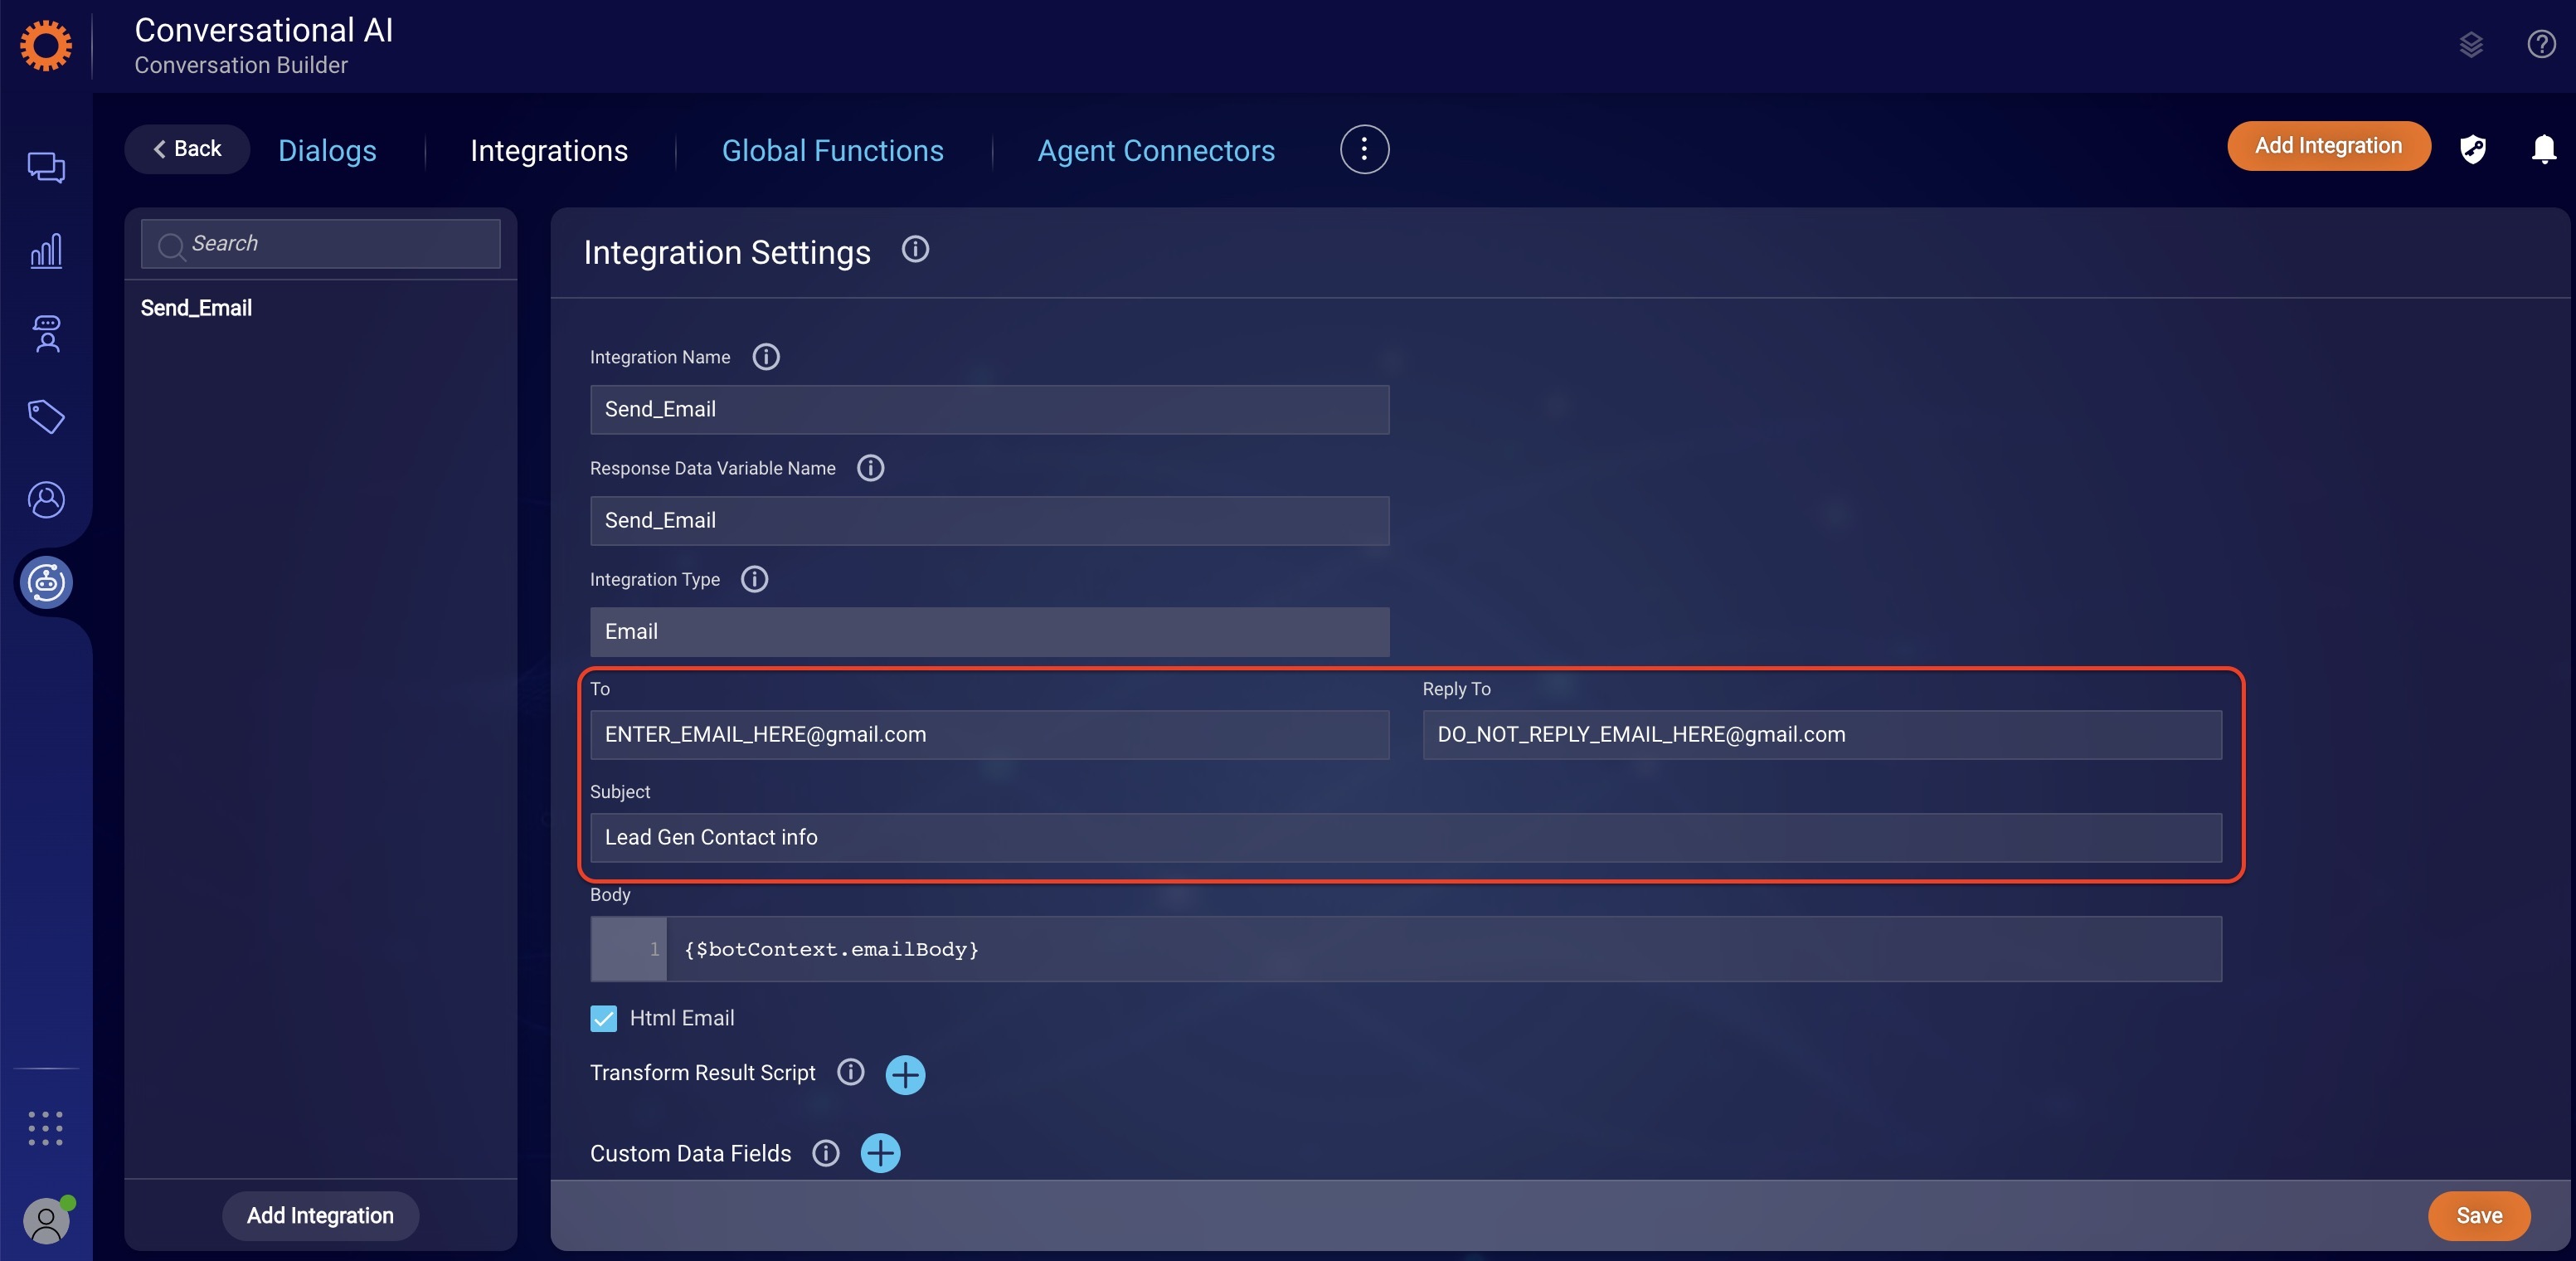 Conversational AI
Conversation Builder
Back
Dialogs
Integrations
Global Functions
Agent Connectors
Add Integration
Search
Send_Email
Add Integration
Integration Settings
Integration Name
Send_Email
Response Data Variable Name
Send_Email
Integration Type
Email
To
Reply To
ENTER_EMAIL_HERE@gmail.com
DO_NOT_REPLY_EMAIL_HERE@gmail.com
Subject
Lead Gen Contact info
Body
1 {$botContext.emailBody}
Html Email
Transform Result Script
Custom Data Fields
Save